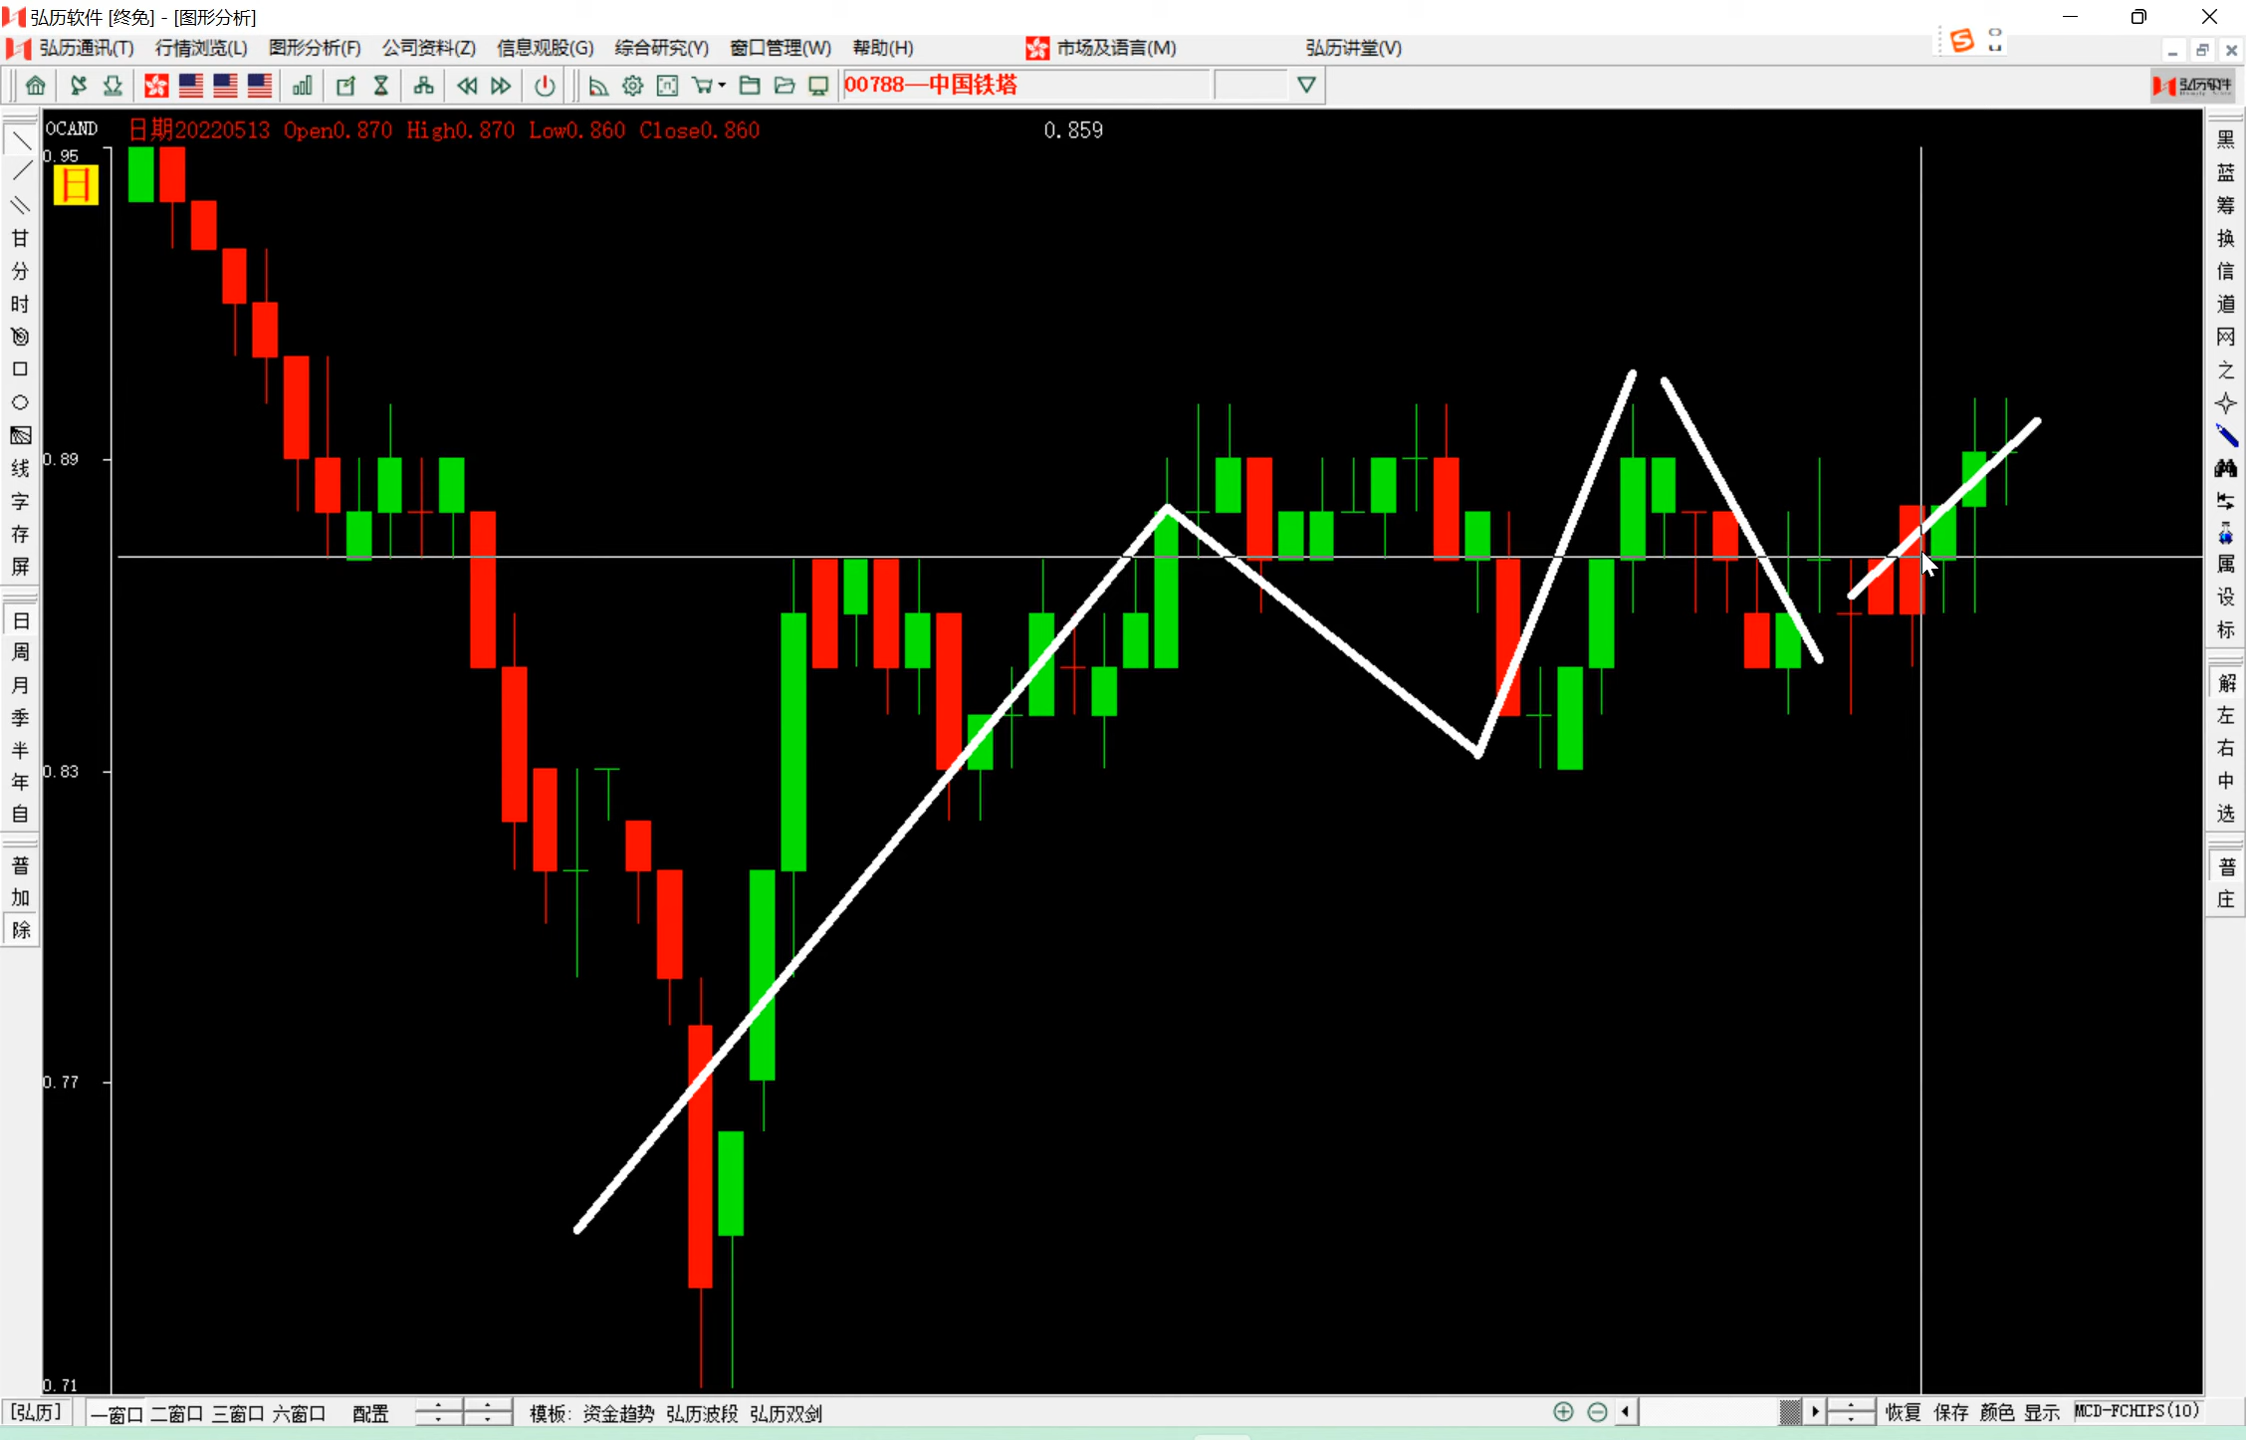 弘历软件 [终免] - [图形分析]
弘历通讯(T) 行情浏览(L) 图形分析(F) 公司资料(Z) 信息观股(G) 综合研究(Y) 窗口管理(W) 帮助(H) 市场及语言(M) 弘历讲堂(V)
00788—中国铁塔
弘历软件
OCAND 日期20220513 Open0.870 High0.870 Low0.860 Close0.860 0.859
0.95
日
0.89
0.83
0.77
0.71
甘
分
时
线
字
存
屏
日
周
月
季
半
年
自
普
加
除
黑
蓝
筹
换
信
道
网
之
属
设
标
解
左
右
中
选
普
庄
[弘历] 一窗口 二窗口 三窗口 六窗口 配置 模板: 资金趋势 弘历波段 弘历双剑 恢复 保存 颜色 显示 MCD-FCHIPS(10)